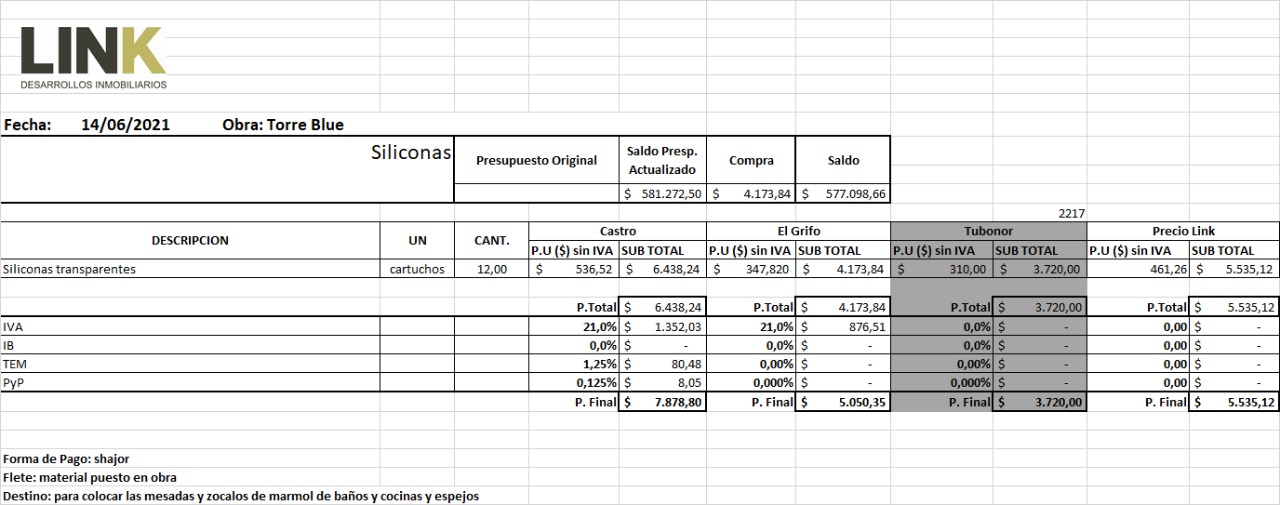 LINK
DESARROLLOS INMOBILIARIOS
Fecha: 14/06/2021 Obra: Torre Blue
Siliconas Presupuesto Original Saldo Presp. Actualizado Compra Saldo
$ 581.272,50 $ 4.173,84 $ 577.098,66
2217
DESCRIPCION UN CANT. Castro El Grifo Tubonor Precio Link
P.U ($) sin IVA SUB TOTAL P.U ($) sin IVA SUB TOTAL P.U ($) sin IVA SUB TOTAL P.U ($) sin IVA SUB TOTAL
Siliconas transparentes cartuchos 12,00 $ 536,52 $ 6.438,24 $ 347,820 $ 4.173,84 $ 310,00 $ 3.720,00 461,26 $ 5.535,12
P.Total $ 6.438,24 P.Total $ 4.173,84 P.Total $ 3.720,00 P.Total $ 5.535,12
IVA 21,0% $ 1.352,03 21,0% $ 876,51 0,0% $ - 0,00 $ -
IB 0,0% $ - 0,0% $ - 0,0% $ - 0,00 $ -
TEM 1,25% $ 80,48 0,00% $ - 0,00% $ - 0,00 $ -
PyP 0,125% $ 8,05 0,000% $ - 0,000% $ - 0,00 $ -
P. Final $ 7.878,80 P. Final $ 5.050,35 P. Final $ 3.720,00 P. Final $ 5.535,12
Forma de Pago: shajor
Flete: material puesto en obra
Destino: para colocar las mesadas y zocalos de marmol de baños y cocinas y espejos